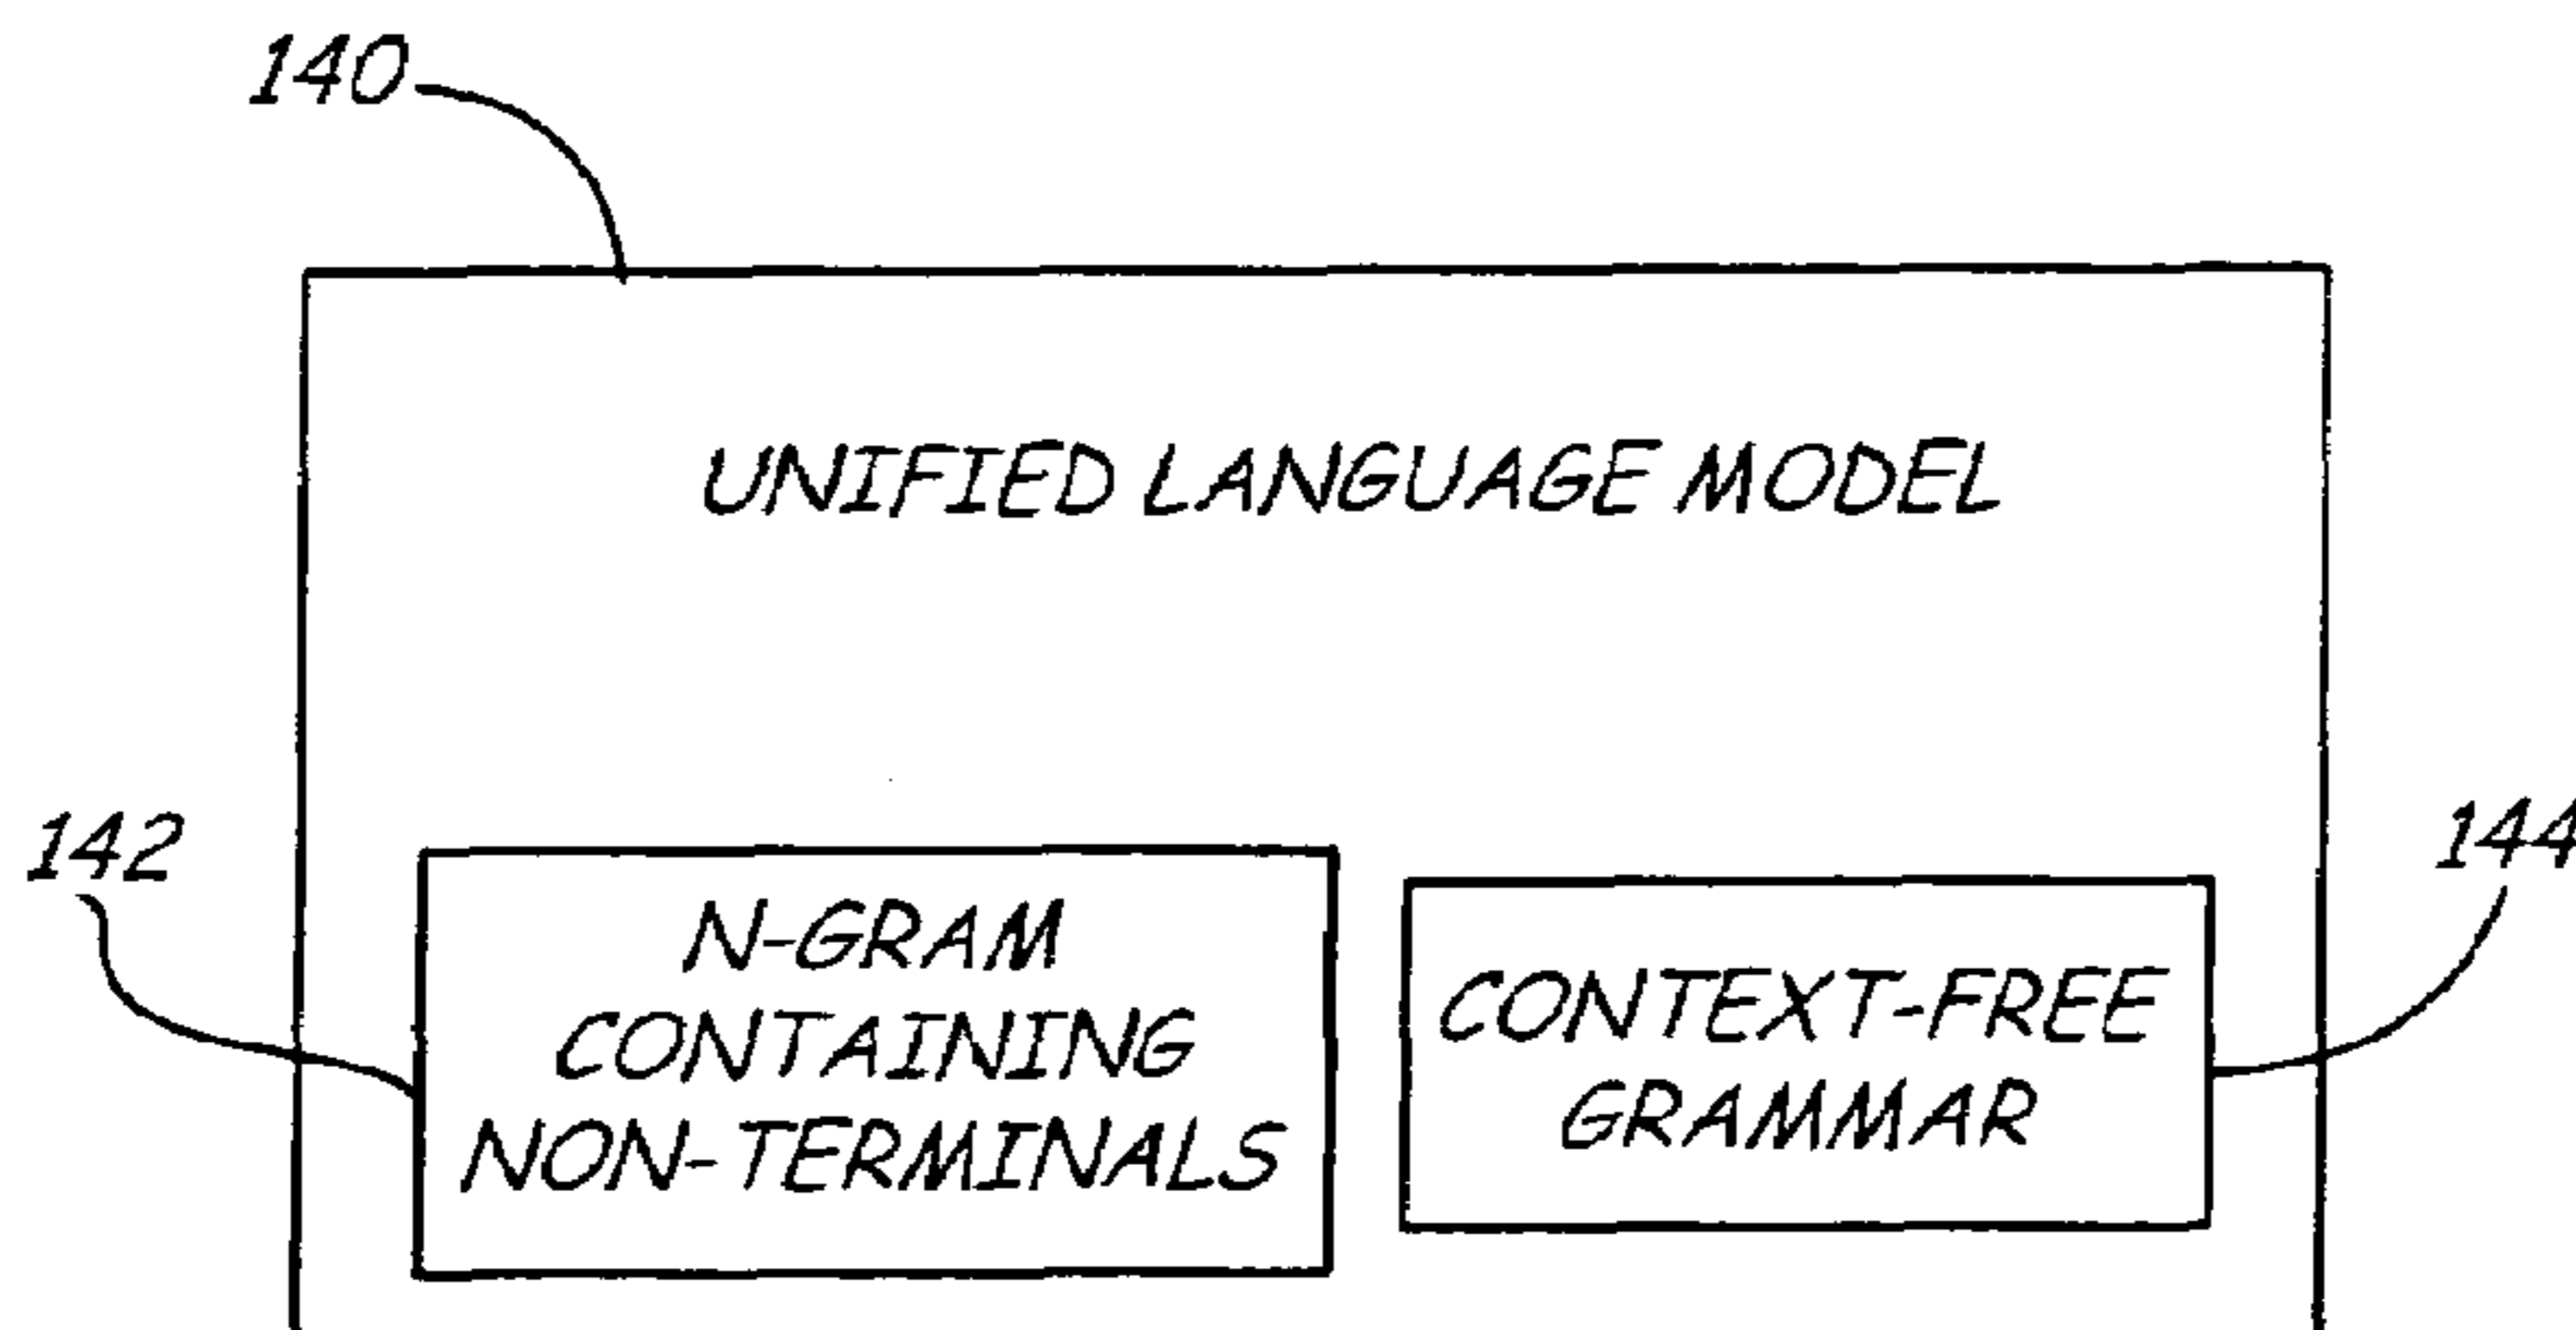 140
UNIFIED LANGUAGE MODEL
142
144
N-GRAM
CONTAINING
NON-TERMINALS
CONTEXT-FREE
GRAMMAR